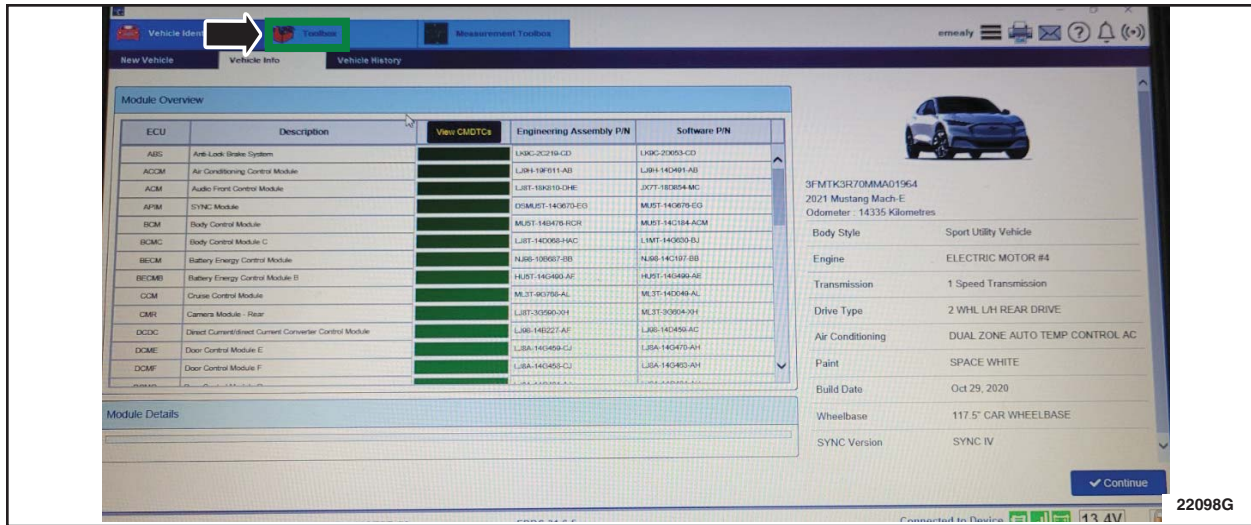 Vehicle Ident
Toolbox
Measurement Toolbox
emealy
New Vehicle
Vehicle Info
Vehicle History
Module Overview
ECU Description View CMDTCs Engineering Assembly P/N Software P/N
ABS Anti-Lock Brake System LK9C-2C219-CD LK9C-2D053-CD
ACCM Air Conditioning Control Module LJ9H-19F611-AB LJ9H-14D491-AB
ACM Audio Front Control Module LJ8T-18K810-DHE JX7T-18D854-MC
APIM SYNC Module DSMU5T-14G670-EG MU5T-14G676-EG
BCM Body Control Module MU5T-14B476-RCR MU5T-14C184-ACM
BCMC Body Control Module C LJ8T-14D068-HAC L1MT-14G630-BJ
BECM Battery Energy Control Module NJ98-10B687-BB NJ98-14C197-BB
BECMB Battery Energy Control Module B HU5T-14G490-AF HU5T-14G499-AE
CCM Cruise Control Module ML3T-9G768-AL ML3T-14D049-AL
CMR Camera Module - Rear LJ8T-3G590-XH ML3T-3G604-XH
DCDC Direct Current/direct Current Converter Control Module LJ98-14B227-AF LJ98-14D459-AC
DCME Door Control Module E LJ8A-14G459-CJ LJ8A-14G470-AH
DCMF Door Control Module F LJ8A-14G458-CJ LJ8A-14G463-AH
Module Details
3FMTK3R70MMA01964
2021 Mustang Mach-E
Odometer : 14335 Kilometres
Body Style Sport Utility Vehicle
Engine ELECTRIC MOTOR #4
Transmission 1 Speed Transmission
Drive Type 2 WHL L/H REAR DRIVE
Air Conditioning DUAL ZONE AUTO TEMP CONTROL AC
Paint SPACE WHITE
Build Date Oct 29, 2020
Wheelbase 117.5" CAR WHEELBASE
SYNC Version SYNC IV
Continue
Connected to Device 13.4V
22098G